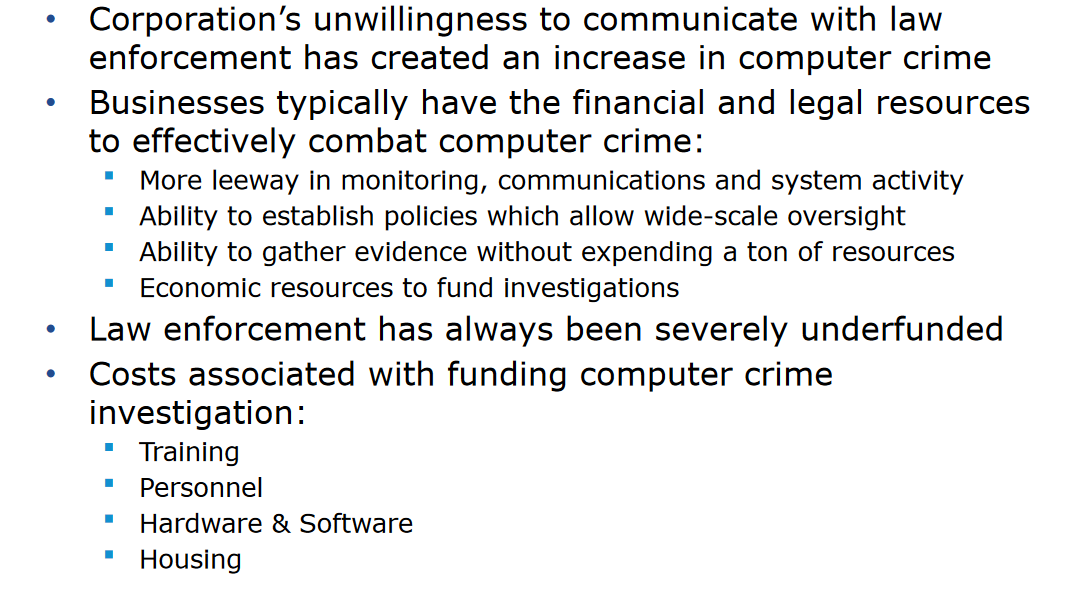 • Corporation’s unwillingness to communicate with law
enforcement has created an increase in computer crime
• Businesses typically have the financial and legal resources
to effectively combat computer crime:
▪ More leeway in monitoring, communications and system activity
▪ Ability to establish policies which allow wide-scale oversight
▪ Ability to gather evidence without expending a ton of resources
▪ Economic resources to fund investigations
• Law enforcement has always been severely underfunded
• Costs associated with funding computer crime
investigation:
▪ Training
▪ Personnel
▪ Hardware & Software
▪ Housing